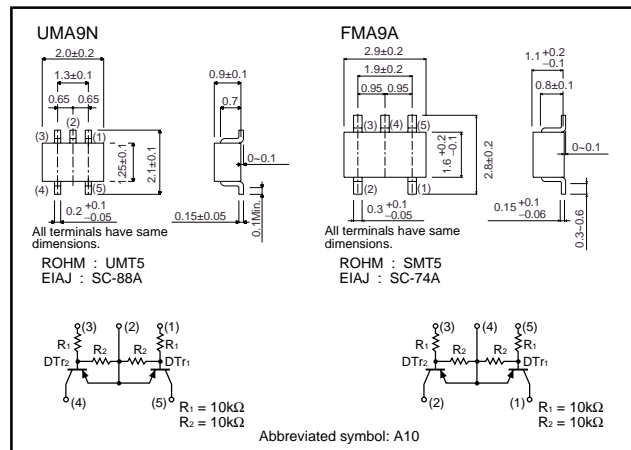 UMA9N
2.0±0.2
1.3±0.1
0.65 0.65
(2)
(3) (1)
(4) (5)
1.25±0.1
2.1±0.1
0.2 +0.1 −0.05
All terminals have same
dimensions.
ROHM : UMT5
EIAJ : SC-88A
0.9±0.1
0.7
0~0.1
0.15±0.05
0.1Min.
FMA9A
2.9±0.2
1.9±0.2
0.95 0.95
(3) (4) (5)
(2) (1)
1.6 +0.2 −0.1
2.8±0.2
0.3 +0.1 −0.05
All terminals have same
dimensions.
ROHM : SMT5
EIAJ : SC-74A
1.1 +0.2 −0.1
0.8±0.1
0~0.1
0.15 +0.1 −0.06
0.3~0.6
(3) (2) (1)
R1 R1
R2 R2
DTr2 DTr1
(4) (5)
R1 = 10kΩ
R2 = 10kΩ
(3) (4) (5)
R1 R1
R2 R2
DTr2 DTr1
(2) (1)
R1 = 10kΩ
R2 = 10kΩ
Abbreviated symbol: A10